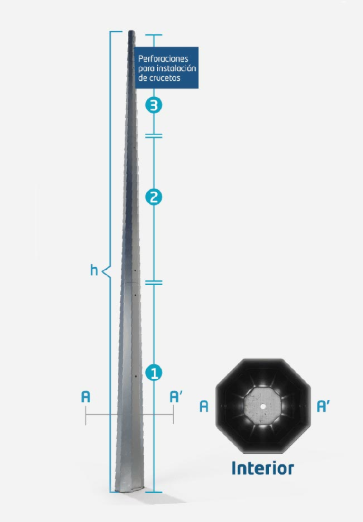 Perforaciones
para instalación
de crucetas
3
2
h
1
A
A'
A
A'
Interior